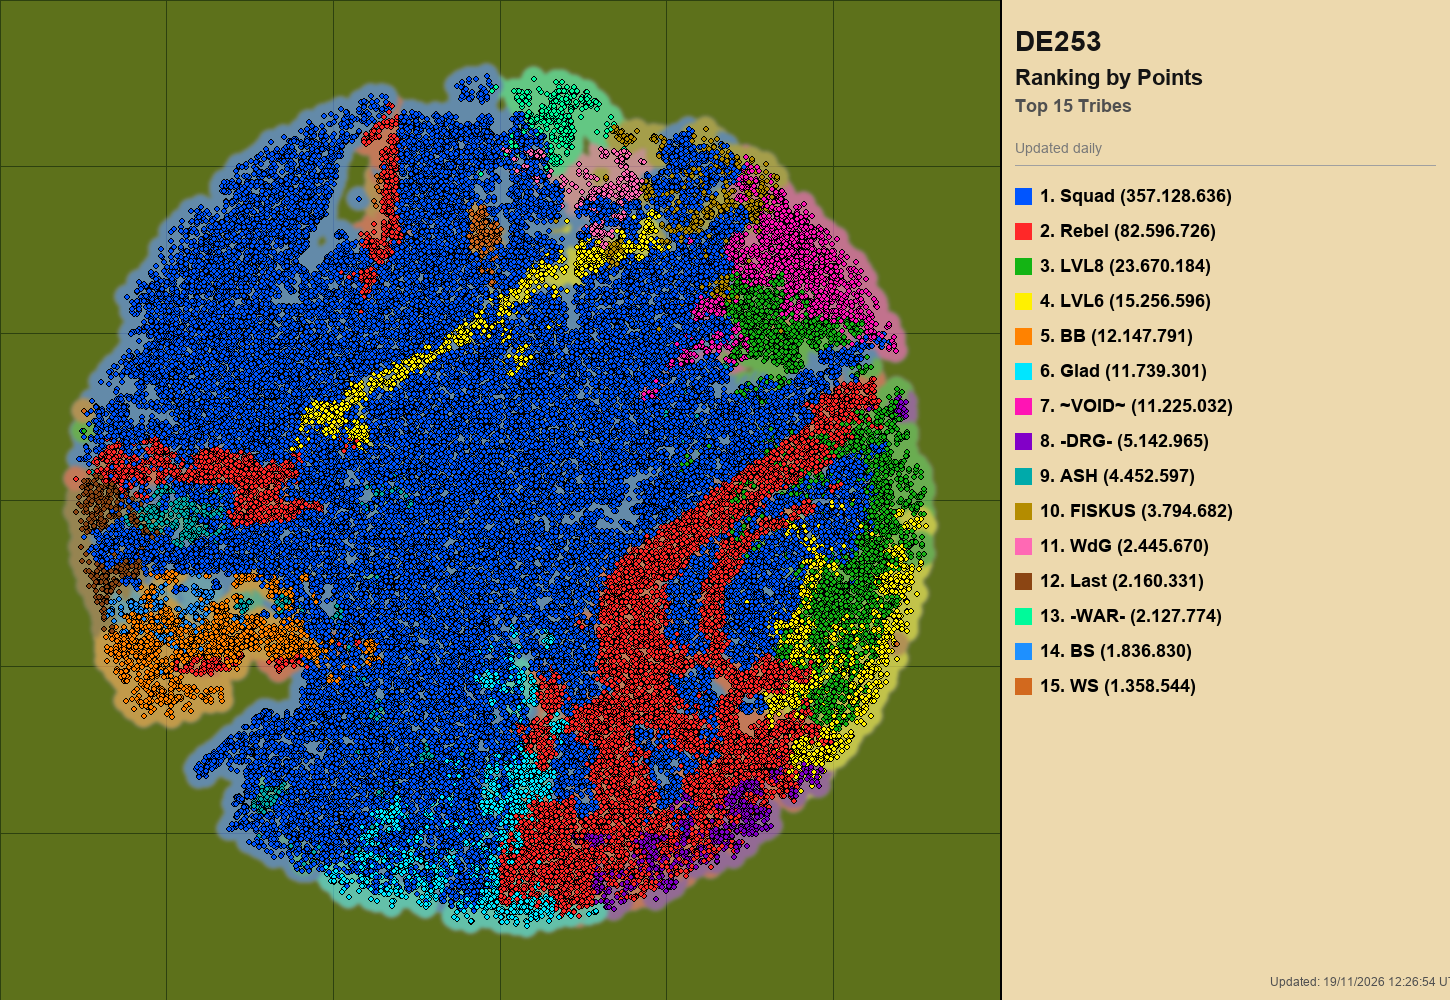 DE253
Ranking by Points
Top 15 Tribes
Updated daily
1. Squad (357.128.636)
2. Rebel (82.596.726)
3. LVL8 (23.670.184)
4. LVL6 (15.256.596)
5. BB (12.147.791)
6. Glad (11.739.301)
7. ~VOID~ (11.225.032)
8. -DRG- (5.142.965)
9. ASH (4.452.597)
10. FISKUS (3.794.682)
11. WdG (2.445.670)
12. Last (2.160.331)
13. -WAR- (2.127.774)
14. BS (1.836.830)
15. WS (1.358.544)
Updated: 19/11/2026 12:26:54 U